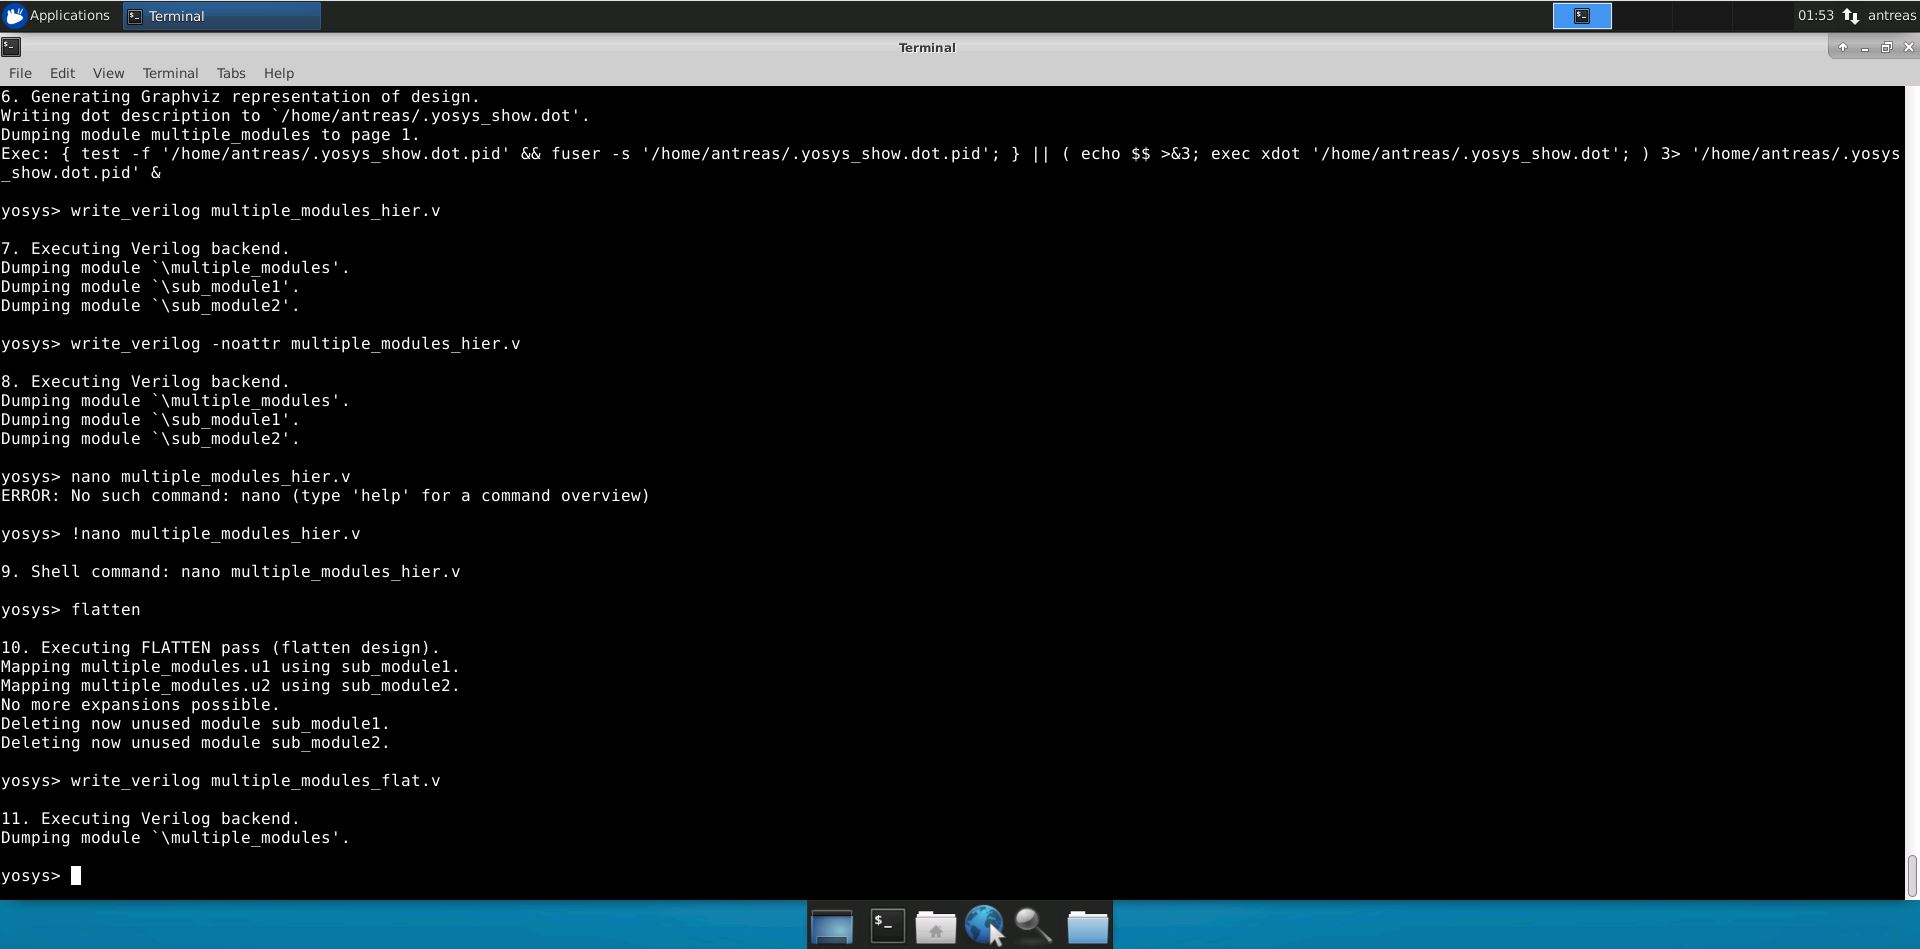 Applications
Terminal
01:53
antreas
Terminal
File Edit View Terminal Tabs Help
6. Generating Graphviz representation of design.
Writing dot description to `/home/antreas/.yosys_show.dot'.
Dumping module multiple_modules to page 1.
Exec: { test -f '/home/antreas/.yosys_show.dot.pid' && fuser -s '/home/antreas/.yosys_show.dot.pid'; } || ( echo $$ >&3; exec xdot '/home/antreas/.yosys_show.dot'; ) 3> '/home/antreas/.yosys
_show.dot.pid' &
yosys> write_verilog multiple_modules_hier.v
7. Executing Verilog backend.
Dumping module `\multiple_modules'.
Dumping module `\sub_module1'.
Dumping module `\sub_module2'.
yosys> write_verilog -noattr multiple_modules_hier.v
8. Executing Verilog backend.
Dumping module `\multiple_modules'.
Dumping module `\sub_module1'.
Dumping module `\sub_module2'.
yosys> nano multiple_modules_hier.v
ERROR: No such command: nano (type 'help' for a command overview)
yosys> !nano multiple_modules_hier.v
9. Shell command: nano multiple_modules_hier.v
yosys> flatten
10. Executing FLATTEN pass (flatten design).
Mapping multiple_modules.u1 using sub_module1.
Mapping multiple_modules.u2 using sub_module2.
No more expansions possible.
Deleting now unused module sub_module1.
Deleting now unused module sub_module2.
yosys> write_verilog multiple_modules_flat.v
11. Executing Verilog backend.
Dumping module `\multiple_modules'.
yosys>